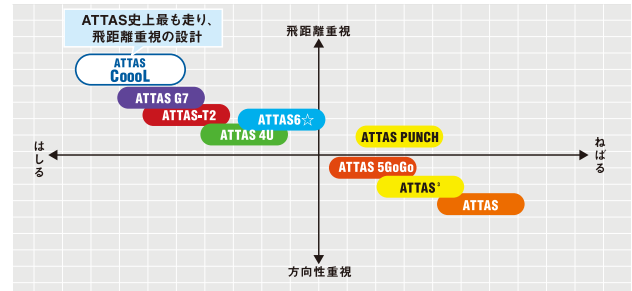 ATTAS史上最も走り、
飛距離重視の設計
飛距離重視
ATTAS
CoooL
ATTAS G7
ATTAS-T2
ATTAS6☆
ATTAS 4U
ATTAS PUNCH
はしる
ねばる
ATTAS 5GoGo
ATTAS³
ATTAS
方向性重視